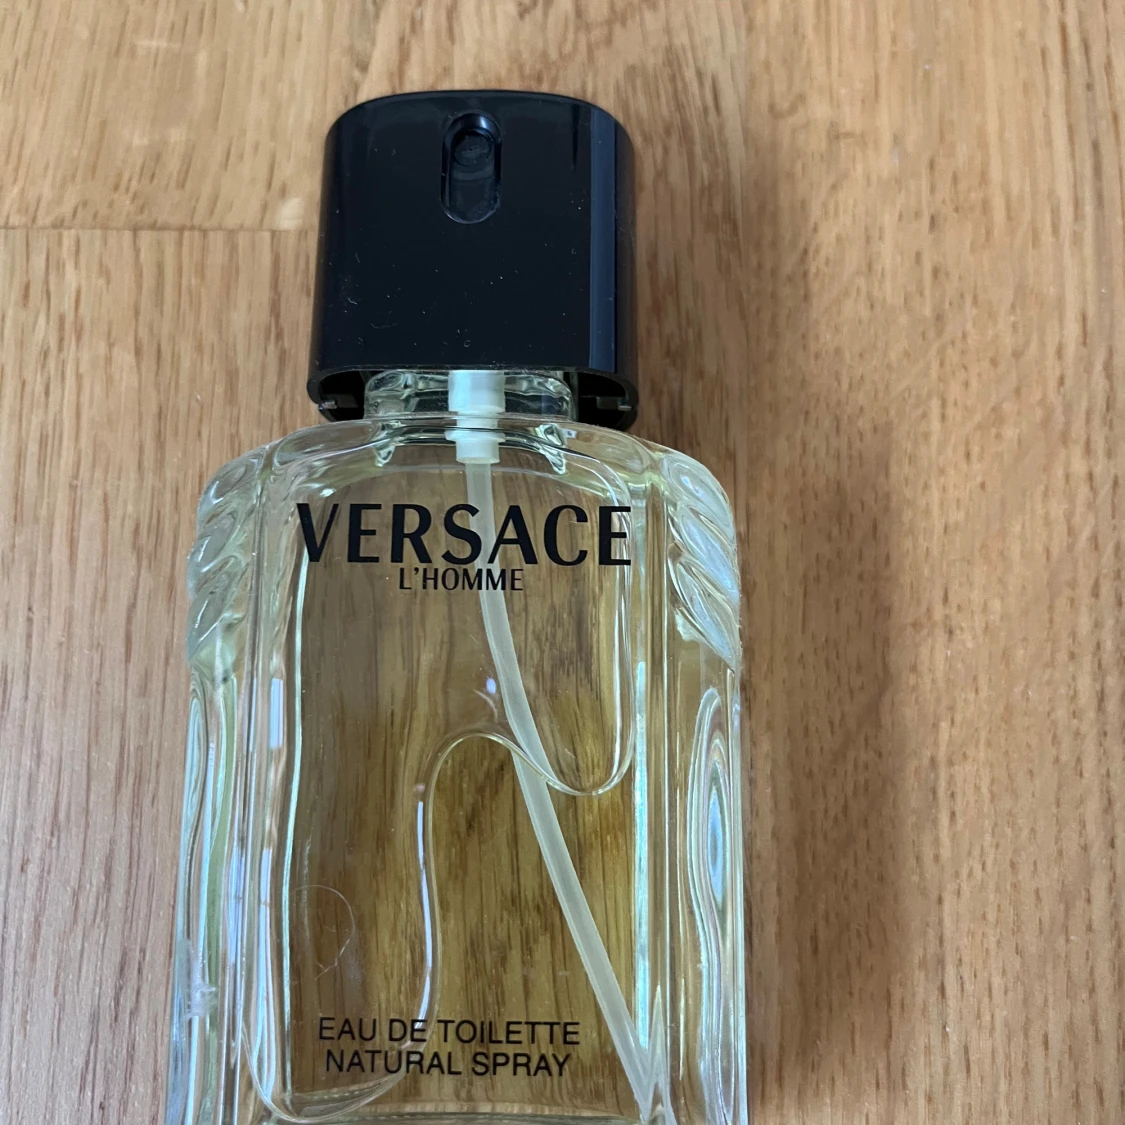 VERSACE
L'HOMME
EAU DE TOILETTE
NATURAL SPRAY